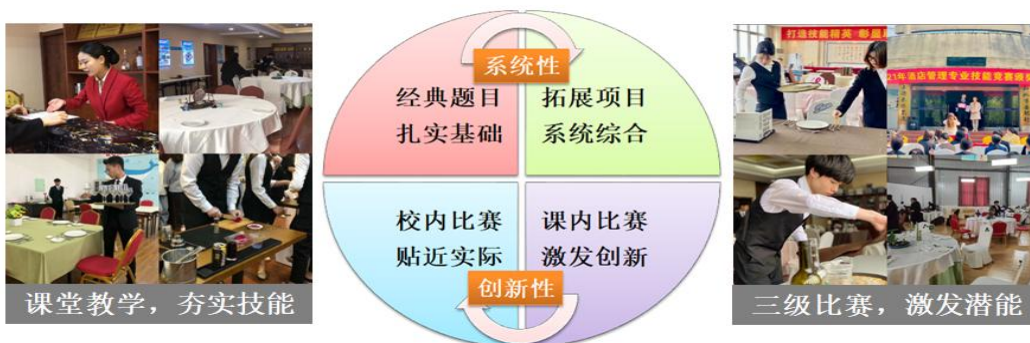 课堂教学，夯实技能
系统性
经典题目
扎实基础
拓展项目
系统综合
校内比赛
贴近实际
课内比赛
激发创新
创新性
打造技能精英
21年酒店管理专业技能竞赛颁奖
三级比赛，激发潜能